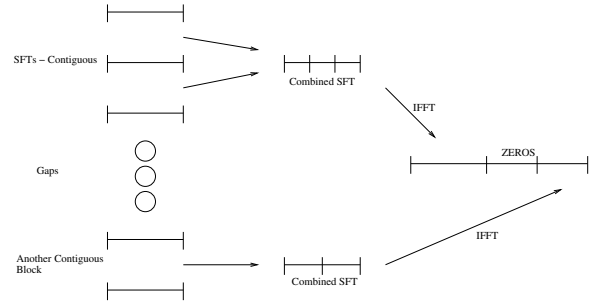 SFTs – Contiguous
Combined SFT
IFFT
ZEROS
Gaps
IFFT
Another Contiguous
Block
Combined SFT